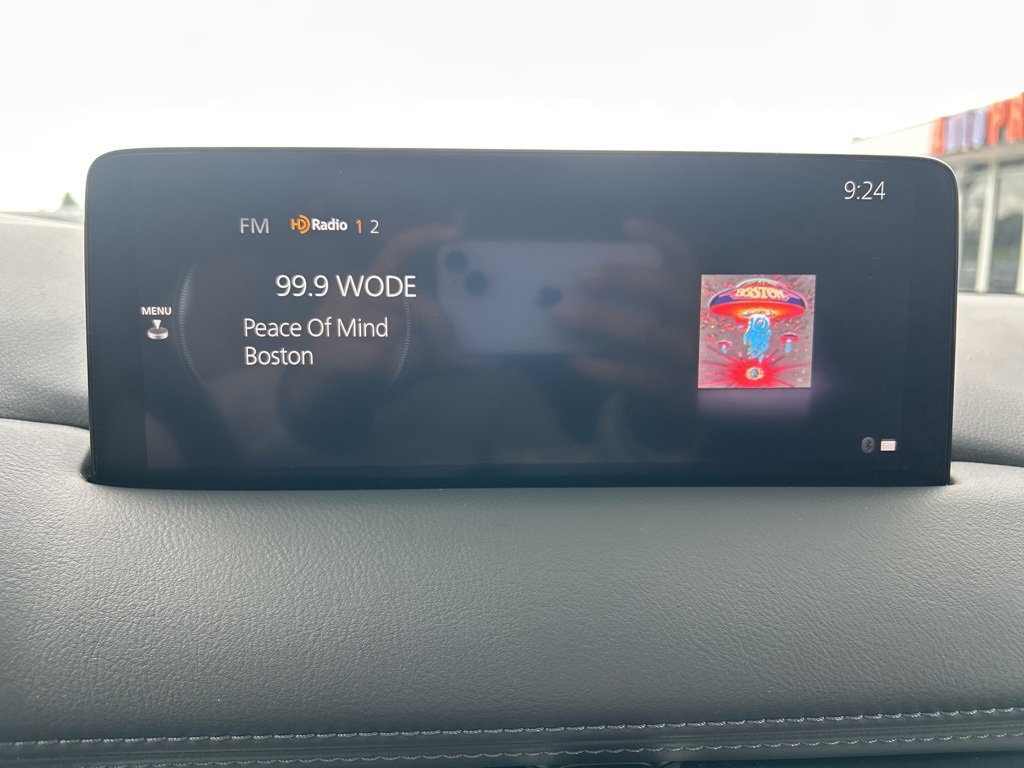 9:24
FM HD Radio 1 2
99.9 WODE
MENU
Peace Of Mind
Boston
BOSTON